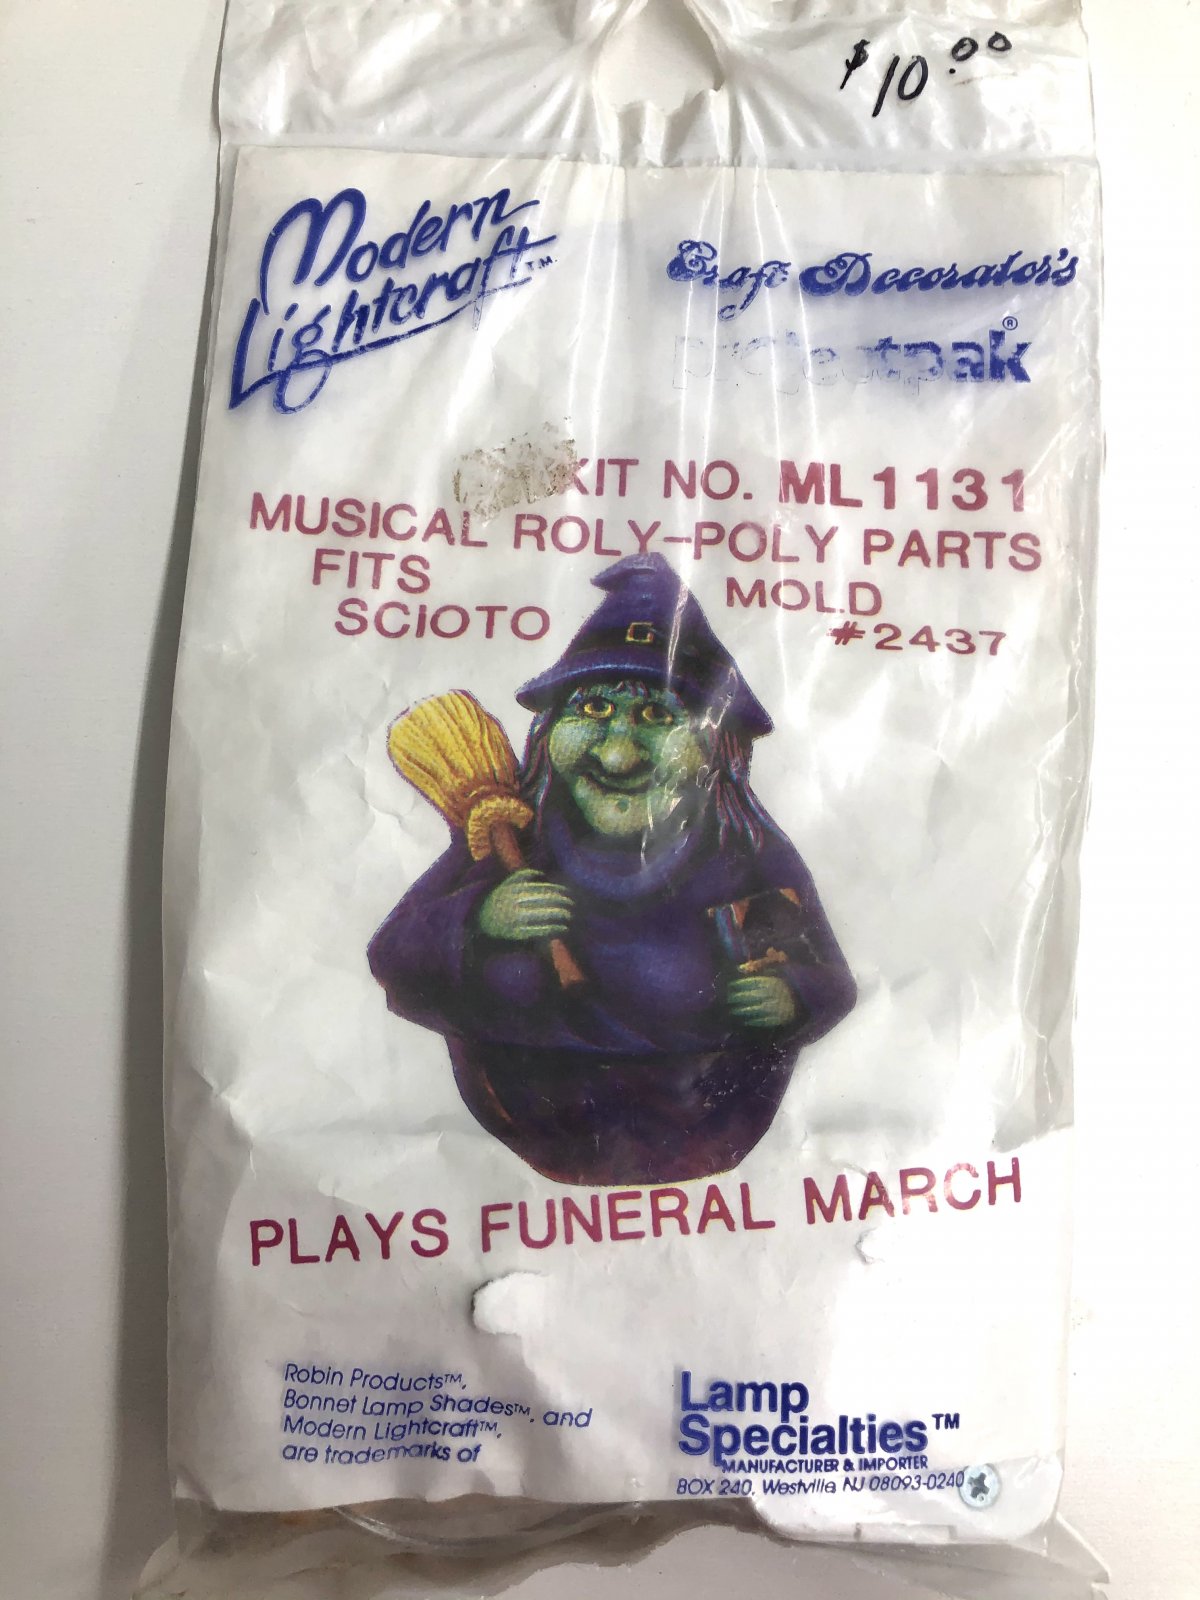 $10.00
Modern
Lightcraft™
Craft Decorator's
projectpak®
KIT NO. ML1131
MUSICAL ROLY-POLY PARTS
FITS MOLD
SCIOTO #2437
PLAYS FUNERAL MARCH
Robin Products™,
Bonnet Lamp Shades™, and
Modern Lightcraft™,
are trademarks of
Lamp
Specialties™
MANUFACTURER & IMPORTER
BOX 240, Westville NJ 08093-0240